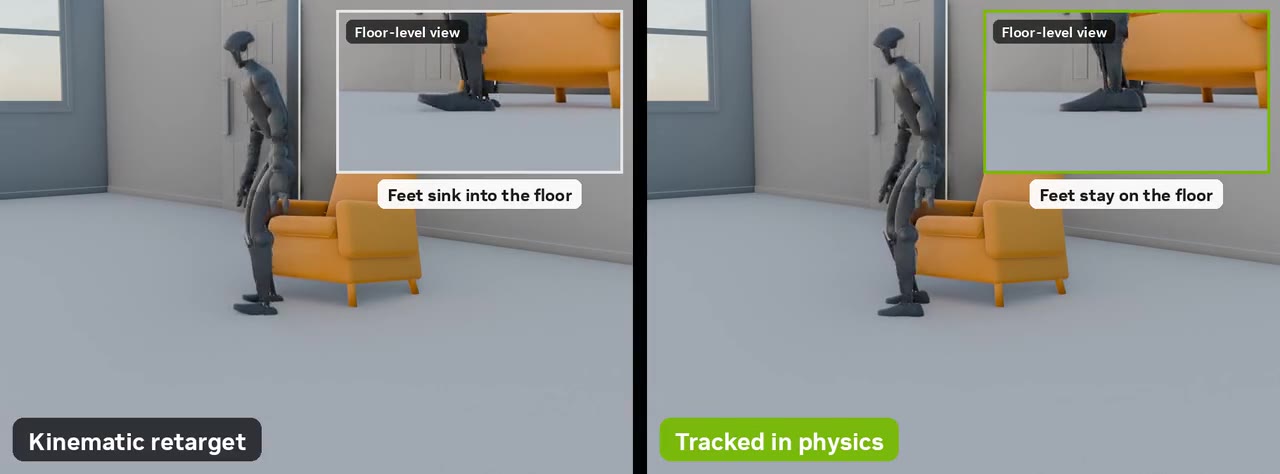 Floor-level view
Feet sink into the floor
Kinematic retarget
Floor-level view
Feet stay on the floor
Tracked in physics